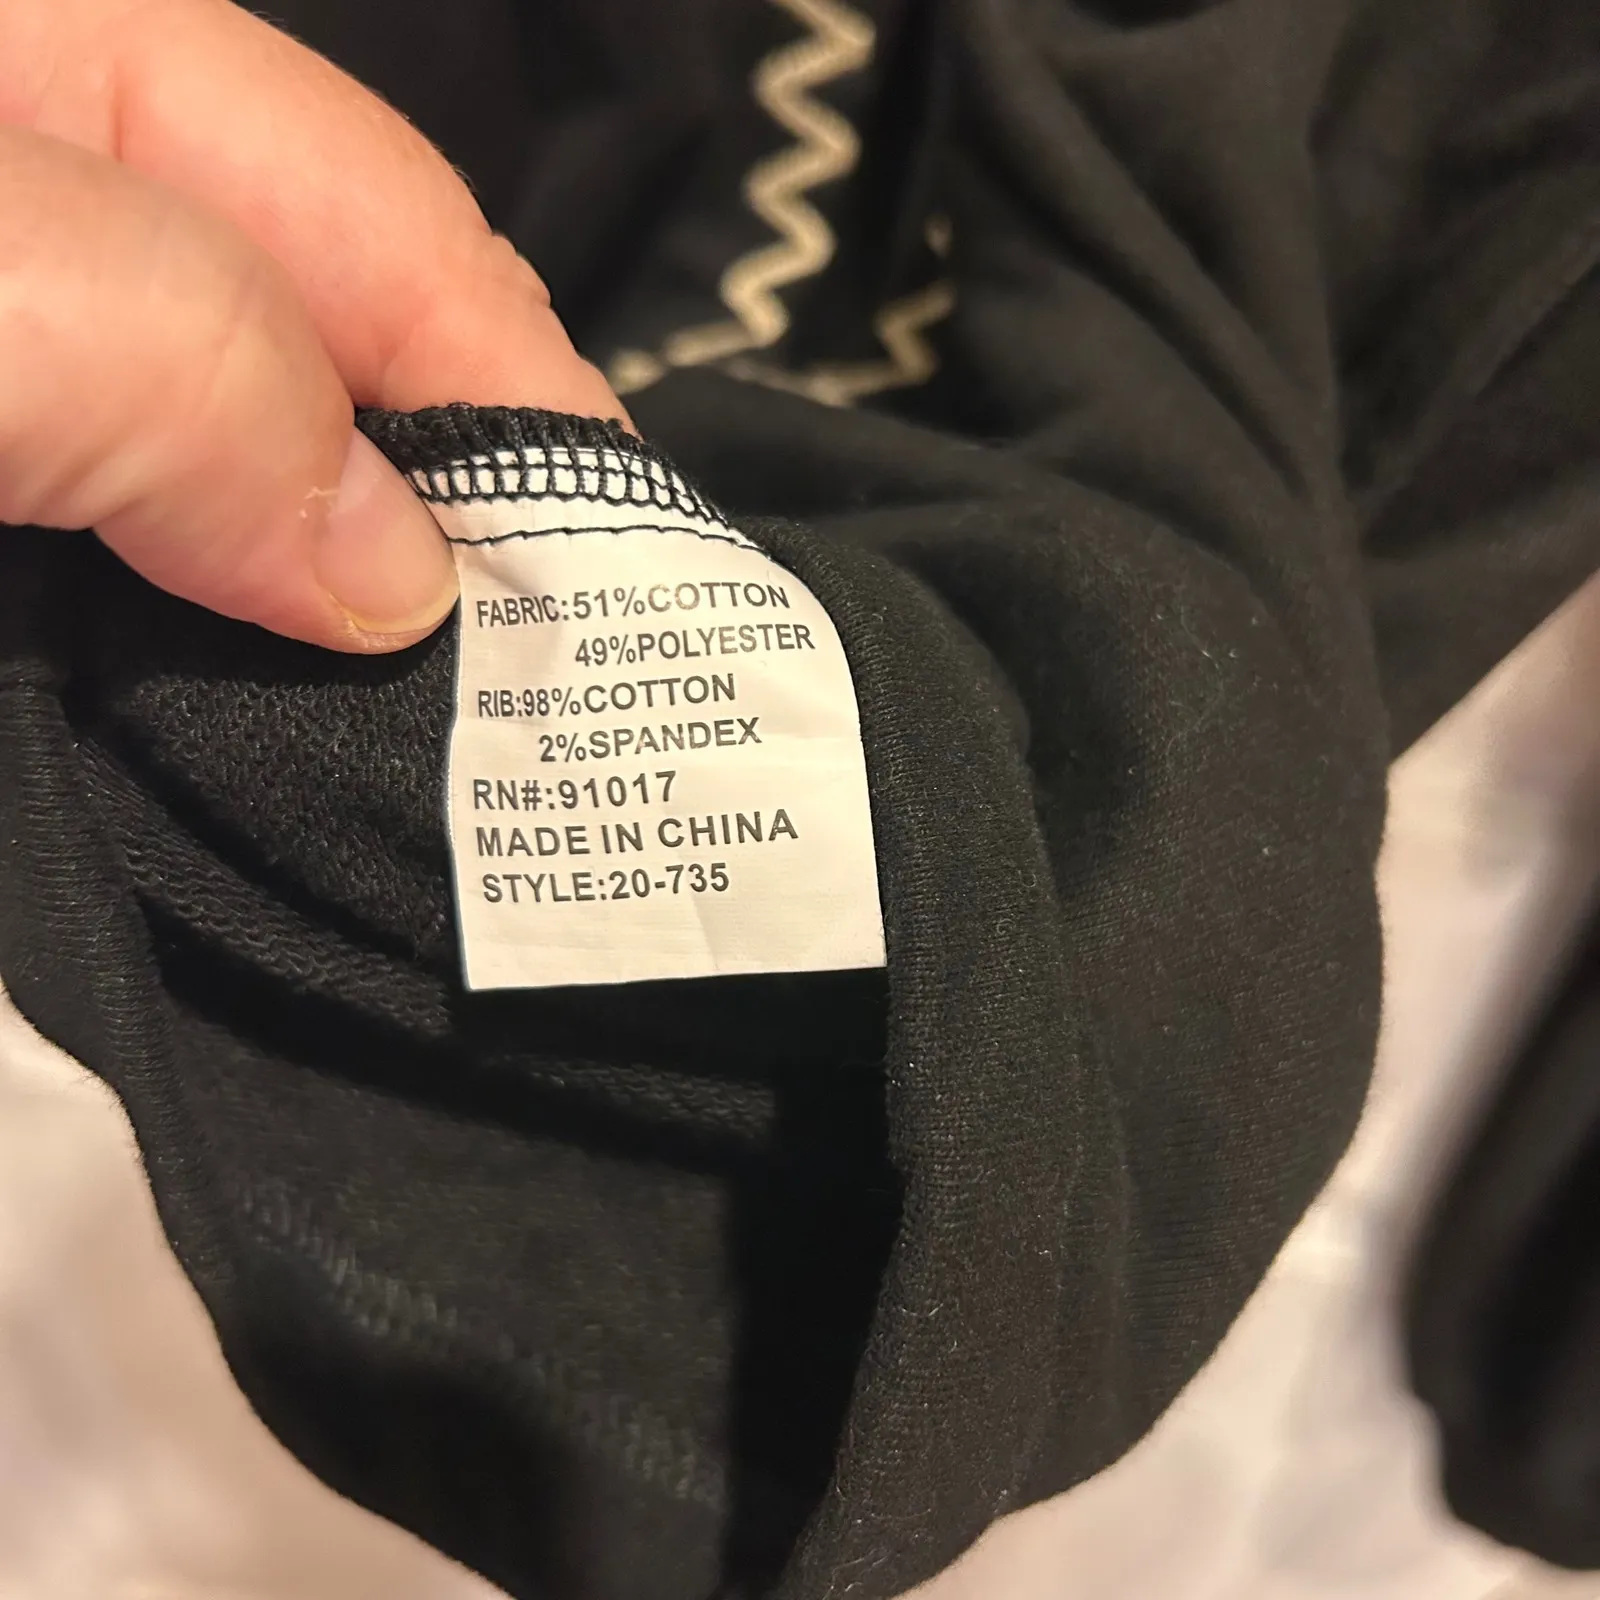 FABRIC:51%COTTON
49%POLYESTER
RIB:98%COTTON
2%SPANDEX
RN#:91017
MADE IN CHINA
STYLE:20-735